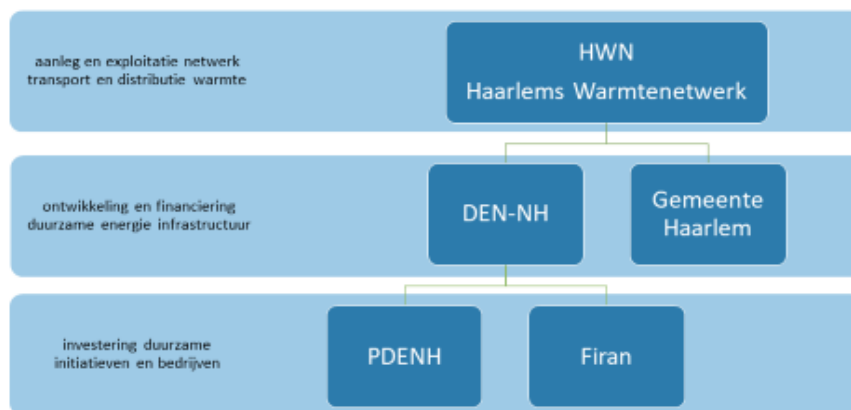 aanleg en exploitatie netwerk
transport en distributie warmte
HWN
Haarlems Warmtenetwerk
ontwikkeling en financiering
duurzame energie infrastructuur
DEN-NH
Gemeente
Haarlem
investering duurzame
initiatieven en bedrijven
PDENH
Firan